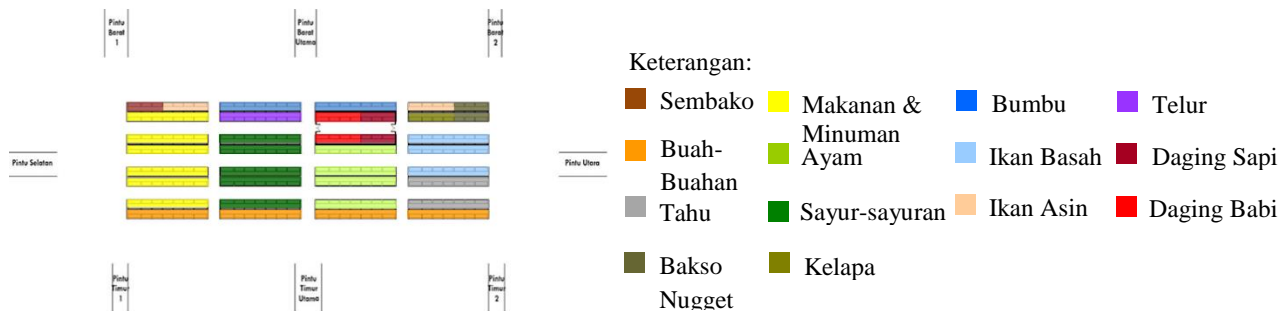 Pintu
Barat
1
Pintu
Barat
Utama
Pintu
Barat
2
Pintu Selatan
Pintu Utara
Pintu
Timur
1
Pintu
Timur
Utama
Pintu
Timur
2
Keterangan:
Sembako
Makanan &
Minuman
Bumbu
Telur
Buah-
Buahan
Ayam
Ikan Basah
Daging Sapi
Tahu
Sayur-sayuran
Ikan Asin
Daging Babi
Bakso
Nugget
Kelapa